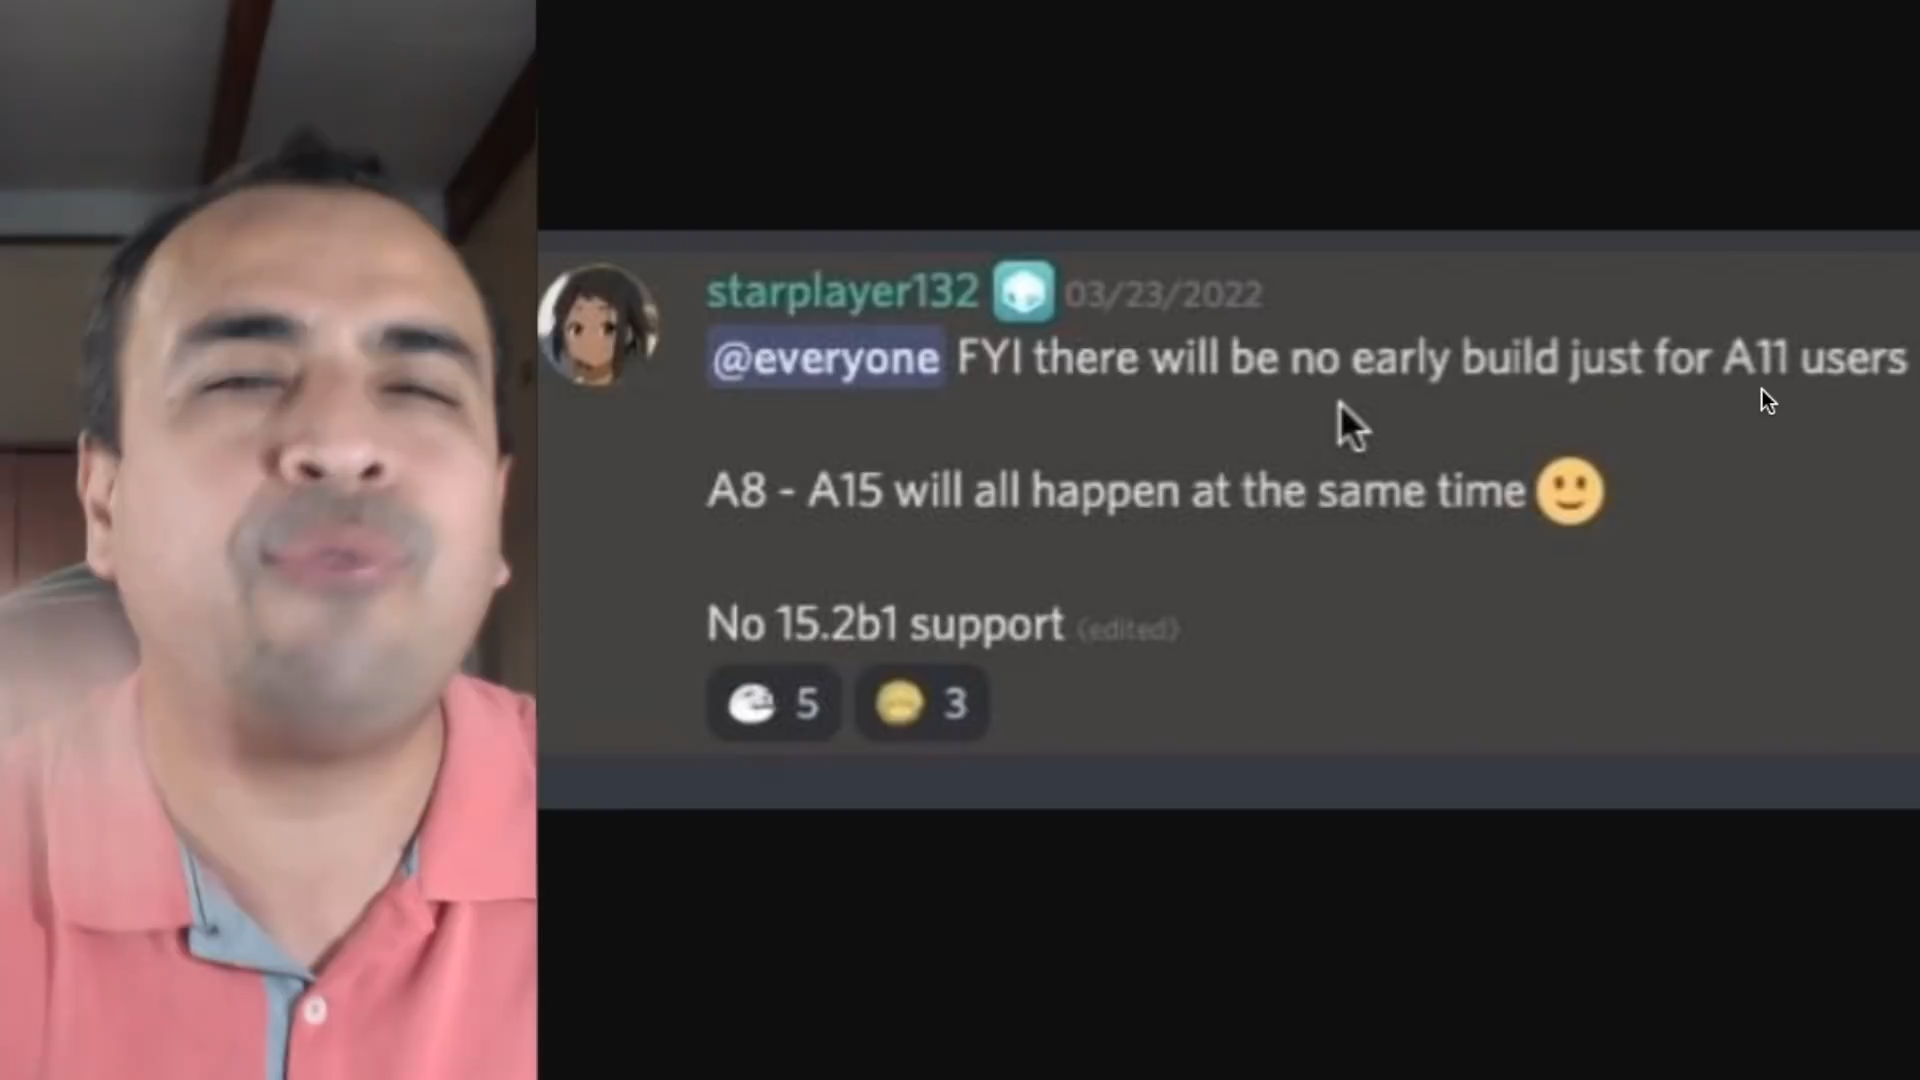 starplayer132 03/23/2022
@everyone FYI there will be no early build just for A11 users
A8 - A15 will all happen at the same time
No 15.2b1 support (edited)
5 3